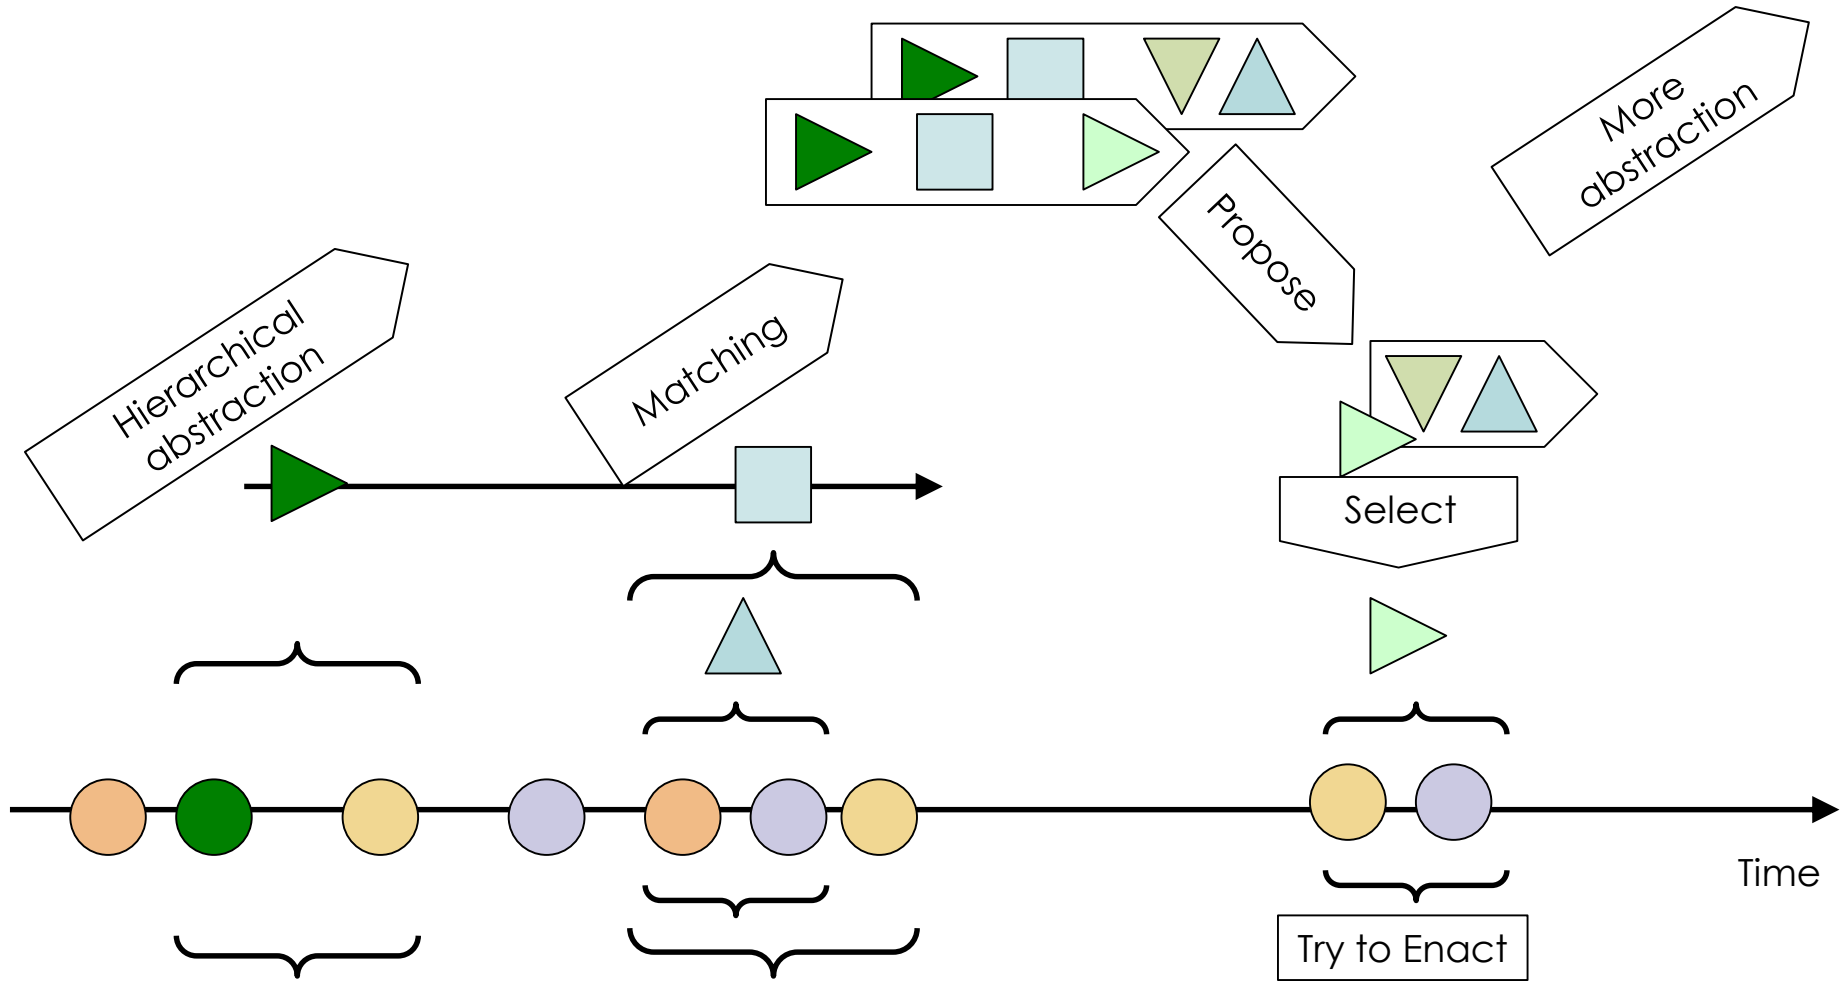 More
abstraction
Propose
Hierarchical
abstraction
Matching
Select
Time
Try to Enact